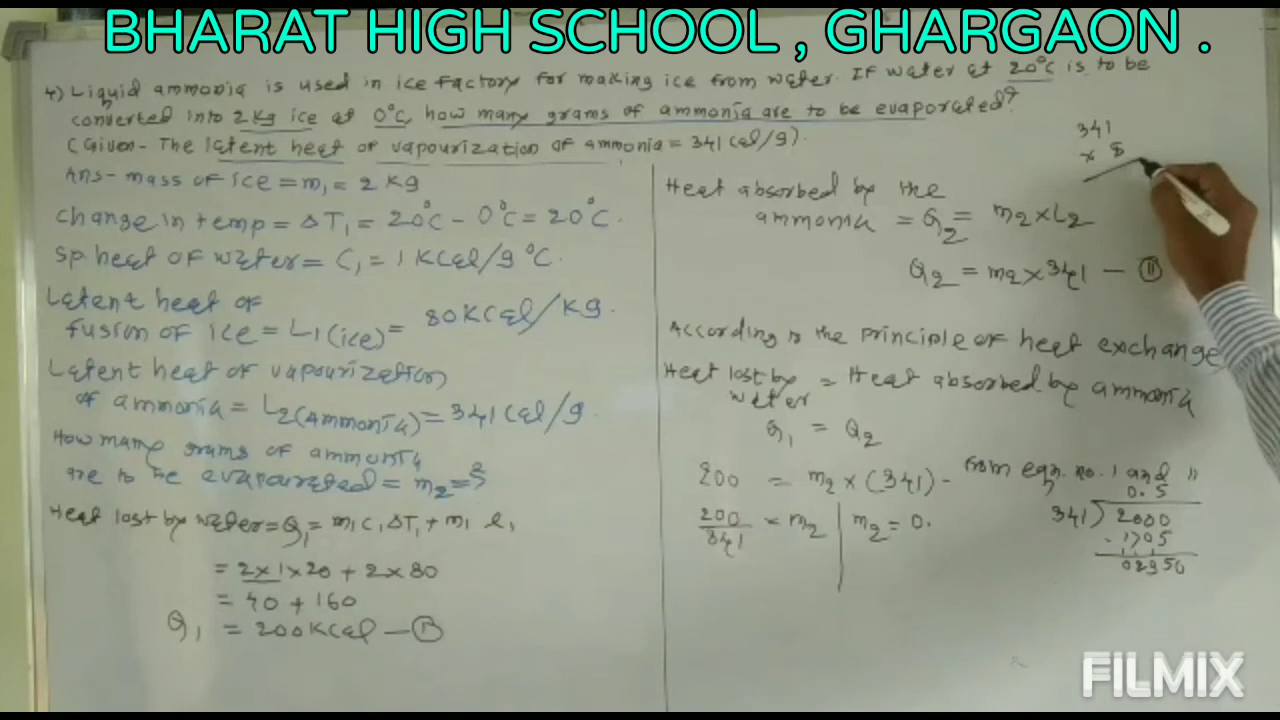 BHARAT HIGH SCHOOL , GHARGAON .
4) Liquid ammonia is used in ice factory for making ice from water. If water at 20°C is to be
converted into 2 kg ice at 0°C, how many grams of ammonia are to be evaporated?
(Given- The latent heat of vapourization of ammonia = 341 cal/g).
Ans- mass of ice = m₁ = 2 kg
Change in temp = ΔT₁ = 20°C - 0°C = 20°C.
Sp heat of water = C₁ = 1 Kcal/g °C.
Latent heat of
fusion of ice = L₁(ice) = 80 Kcal/Kg.
Latent heat of vapourization
of ammonia = L₂(Ammonia) = 341 cal/g.
How many grams of ammonia
are to be evapourated = m₂ = ?
Heat lost by water = Q₁ = m₁ c₁ ΔT₁ + m₁ l₁
= 2 x 1 x 20 + 2 x 80
= 40 + 160
Q₁ = 200 Kcal — (I)
Heat absorbed by the
ammonia = Q₂ = m₂ x L₂
Q₂ = m₂ x 341 — (II)
According to the principle of heat exchange
Heat lost by = Heat absorbed by ammonia
water
Q₁ = Q₂
200 = m₂ x (341) - from eqn. no. I and II
200/341 = m₂ | m₂ = 0.
341
x 8
0.5
341) 2000
- 1705
02950
FILMIX